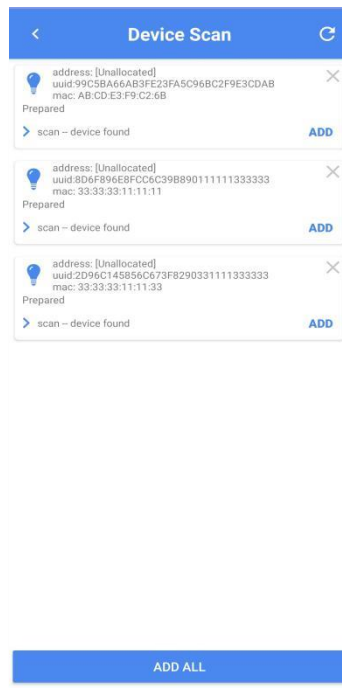 Device Scan
address: [Unallocated]
uuid:99C5BA66AB3FE23FA5C96BC2F9E3CDAB
mac: AB:CD:E3:F9:C2:6B
Prepared
scan -- device found ADD
address: [Unallocated]
uuid:8D6F896E8FCC6C39B890111111333333
mac: 33:33:33:11:11:11
Prepared
scan -- device found ADD
address: [Unallocated]
uuid:2D96C145856C673F8290331111333333
mac: 33:33:33:11:11:33
Prepared
scan -- device found ADD
ADD ALL